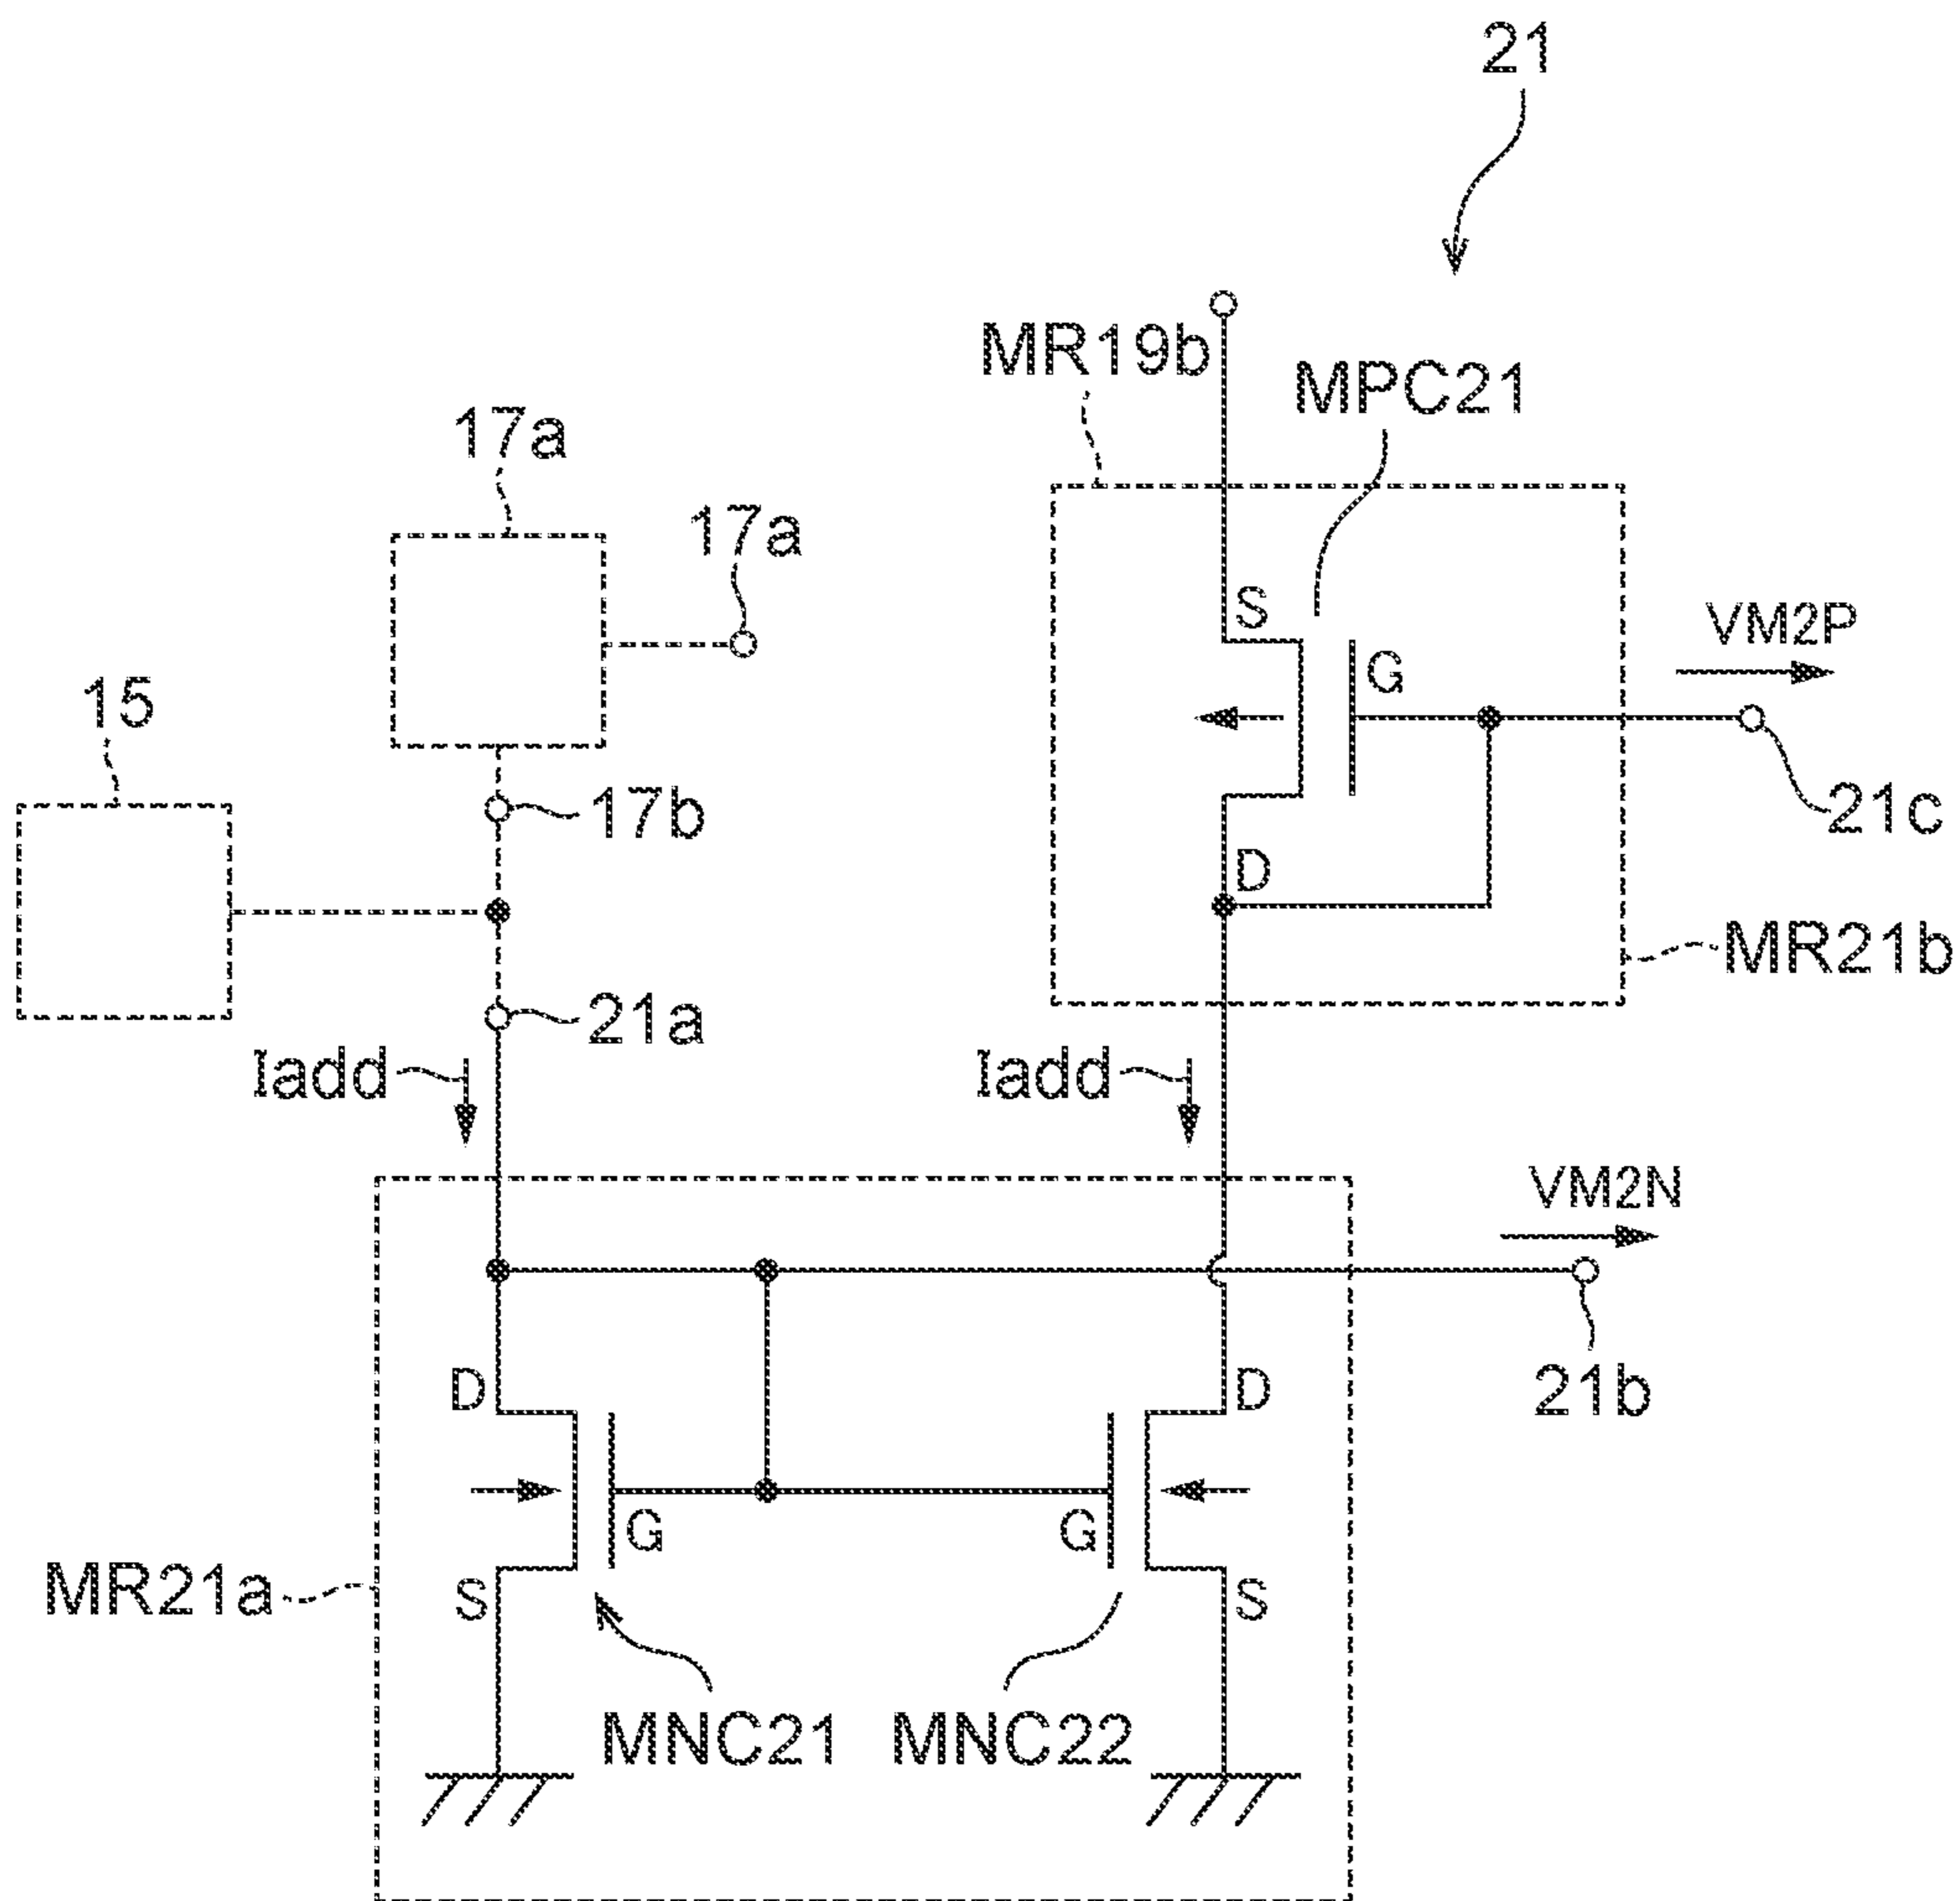 21
MR19b
MPC21
17a
17a
S
G
VM2P
15
17b
21c
D
MR21b
21a
Iadd
Iadd
VM2N
D
D
21b
G
G
MR21a
S
S
MNC21
MNC22